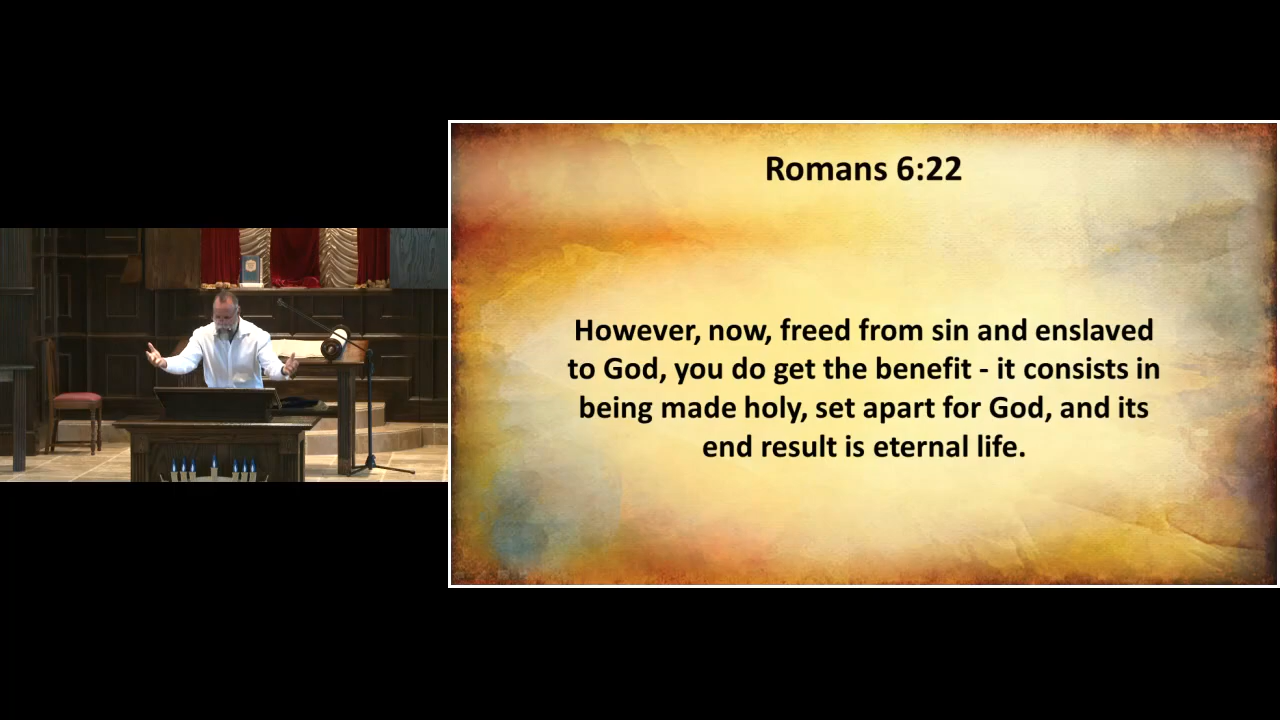 Romans 6:22
However, now, freed from sin and enslaved
to God, you do get the benefit - it consists in
being made holy, set apart for God, and its
end result is eternal life.